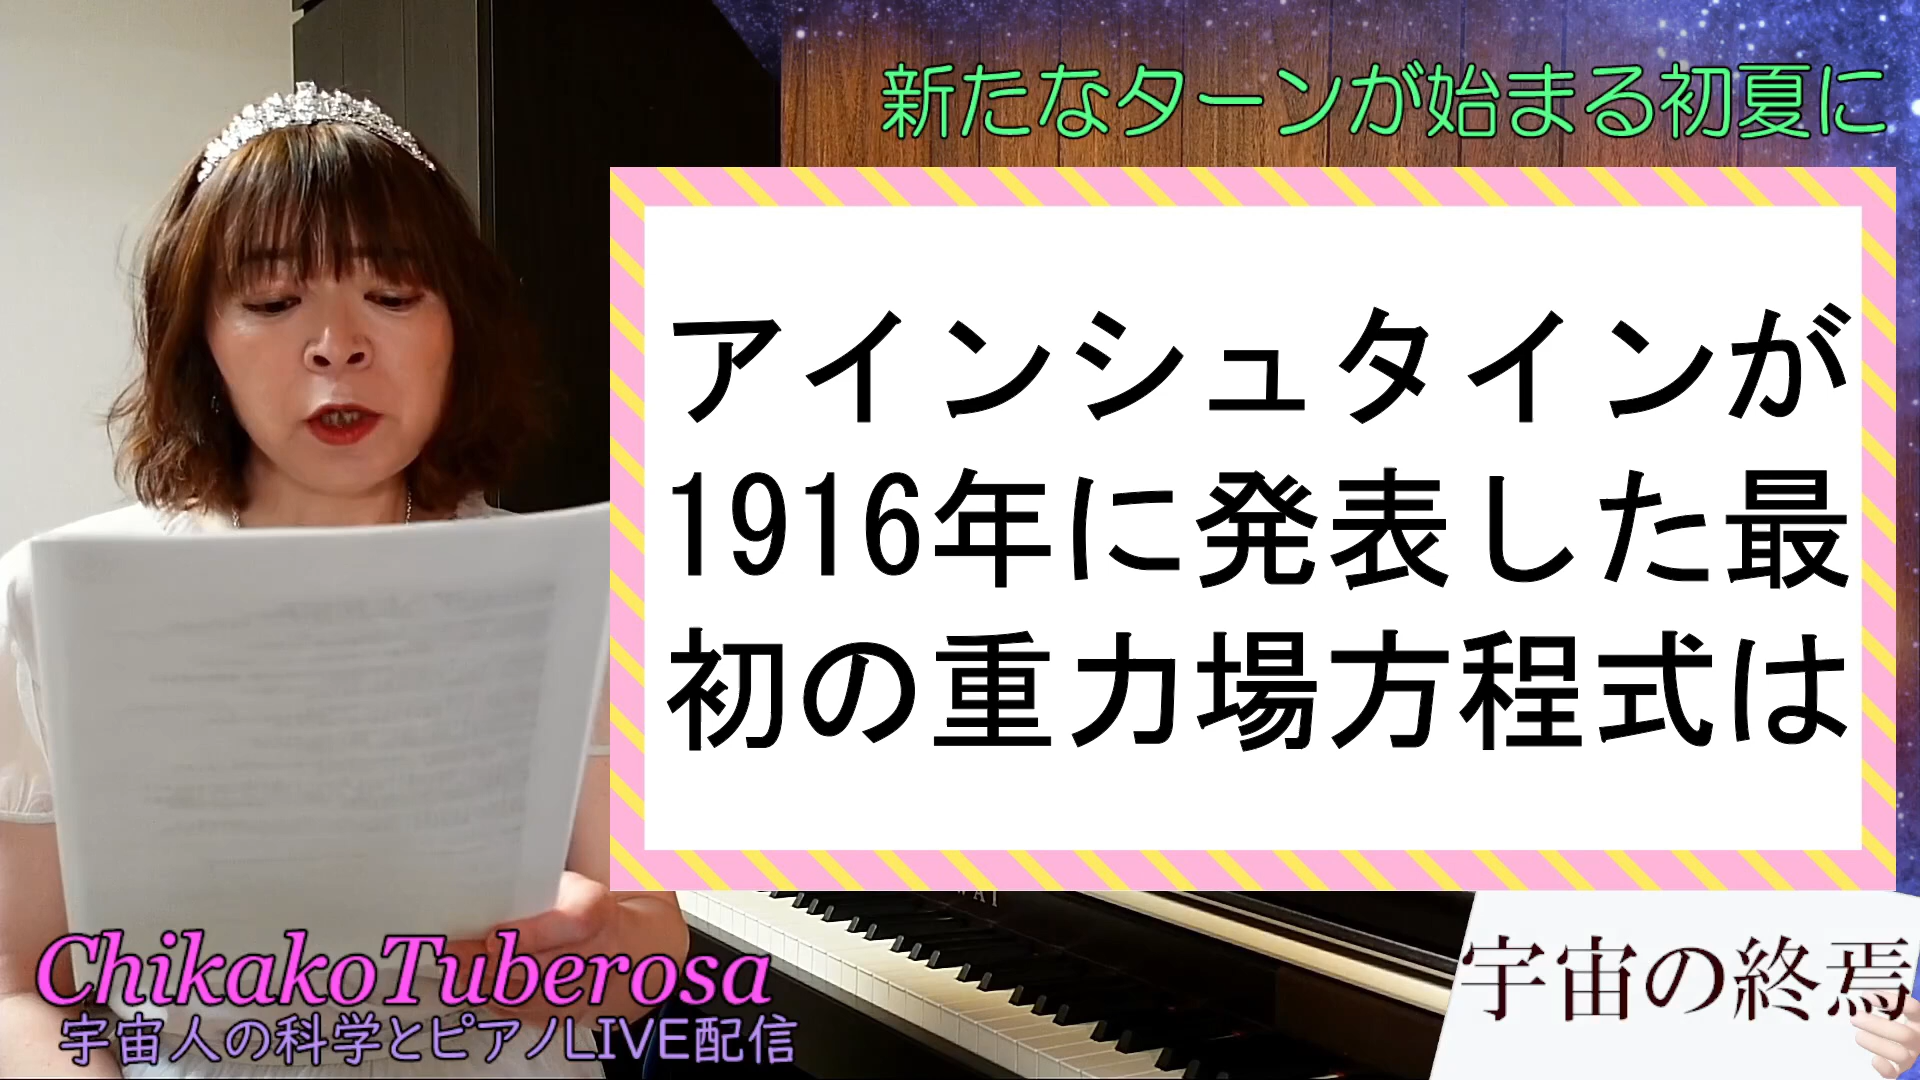 新たなターンが始まる初夏に
アインシュタインが
1916年に発表した最
初の重力場方程式は
ChikakoTuberosa
宇宙人の科学とピアノLIVE配信
宇宙の終焉